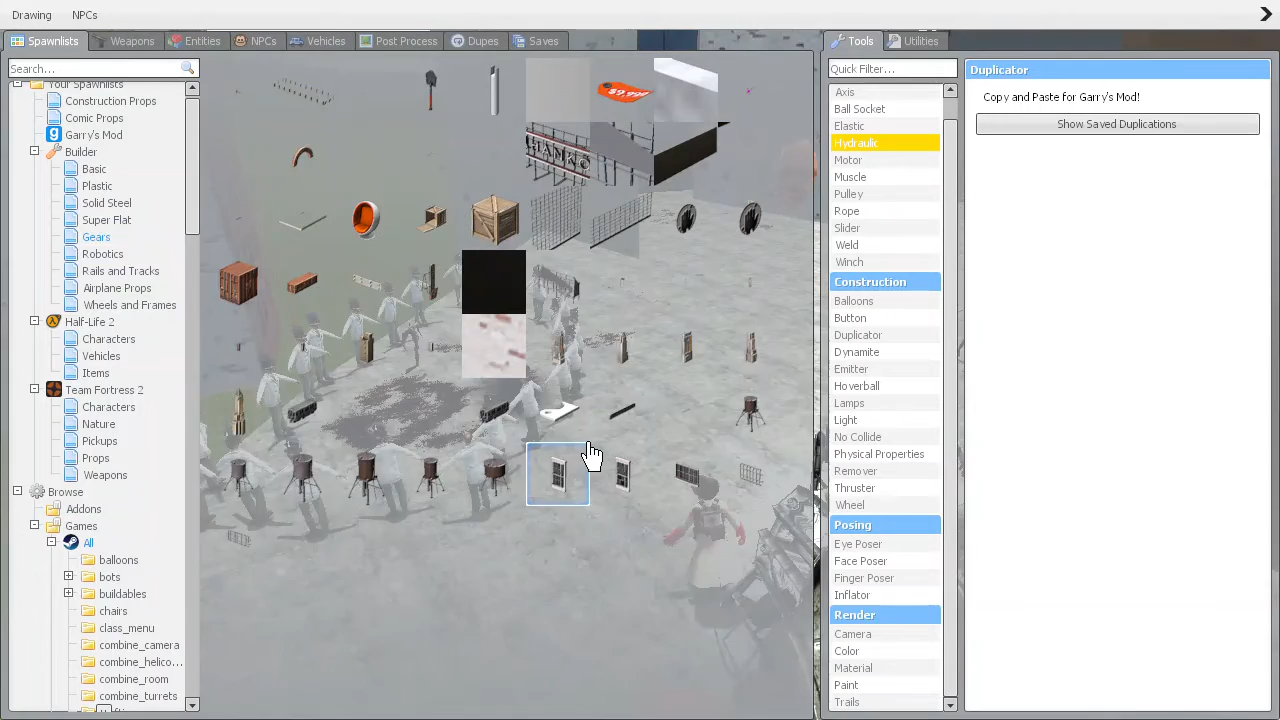 Drawing NPCs
Spawnlists Weapons Entities NPCs Vehicles Post Process Dupes Saves
Search...
Your Spawnlists
Construction Props
Comic Props
Garry's Mod
Builder
Basic
Plastic
Solid Steel
Super Flat
Gears
Robotics
Rails and Tracks
Airplane Props
Wheels and Frames
Half-Life 2
Characters
Vehicles
Items
Team Fortress 2
Characters
Nature
Pickups
Props
Weapons
Browse
Addons
Games
All
balloons
bots
buildables
chairs
class_menu
combine_camera
combine_helico...
combine_room
combine_turrets
$9.99
Tools Utilities
Quick Filter...
Axis
Ball Socket
Elastic
Hydraulic
Motor
Muscle
Pulley
Rope
Slider
Weld
Winch
Construction
Balloons
Button
Duplicator
Dynamite
Emitter
Hoverball
Lamps
Light
No Collide
Physical Properties
Remover
Thruster
Wheel
Posing
Eye Poser
Face Poser
Finger Poser
Inflator
Render
Camera
Color
Material
Paint
Trails
Duplicator
Copy and Paste for Garry's Mod!
Show Saved Duplications